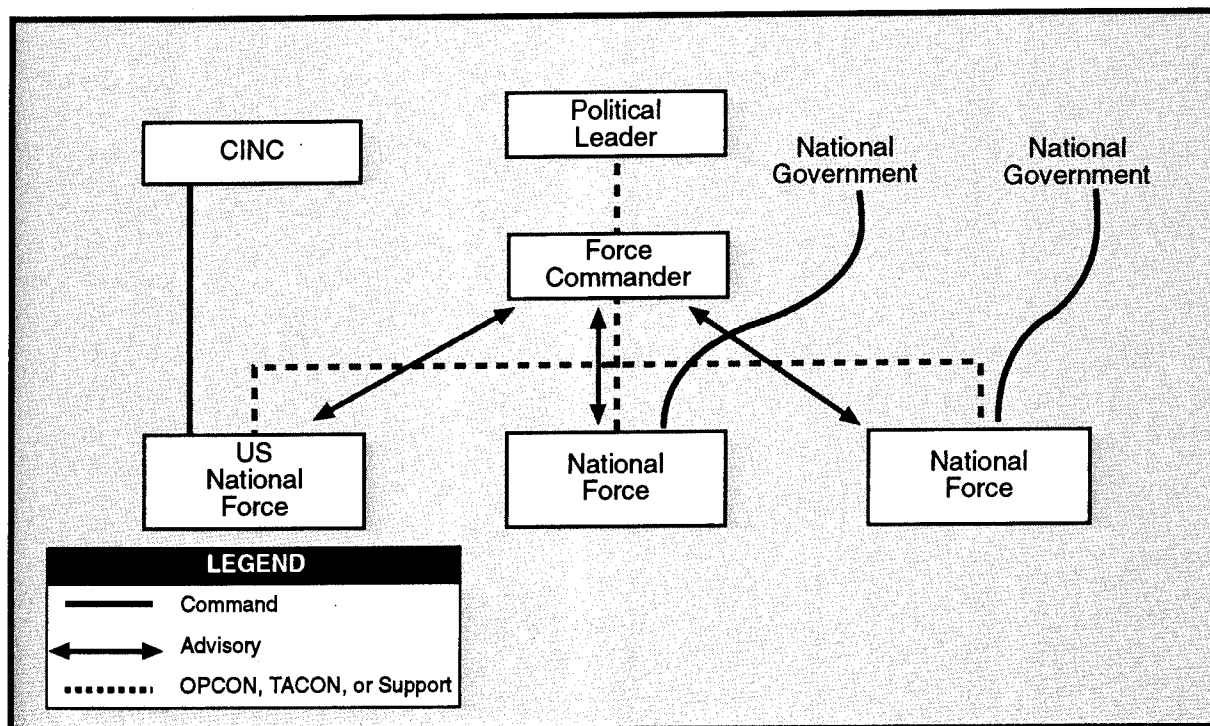 CINC
Political
Leader
National
Government
National
Government
Force
Commander
US
National
Force
National
Force
National
Force
LEGEND
Command
Advisory
OPCON, TACON, or Support